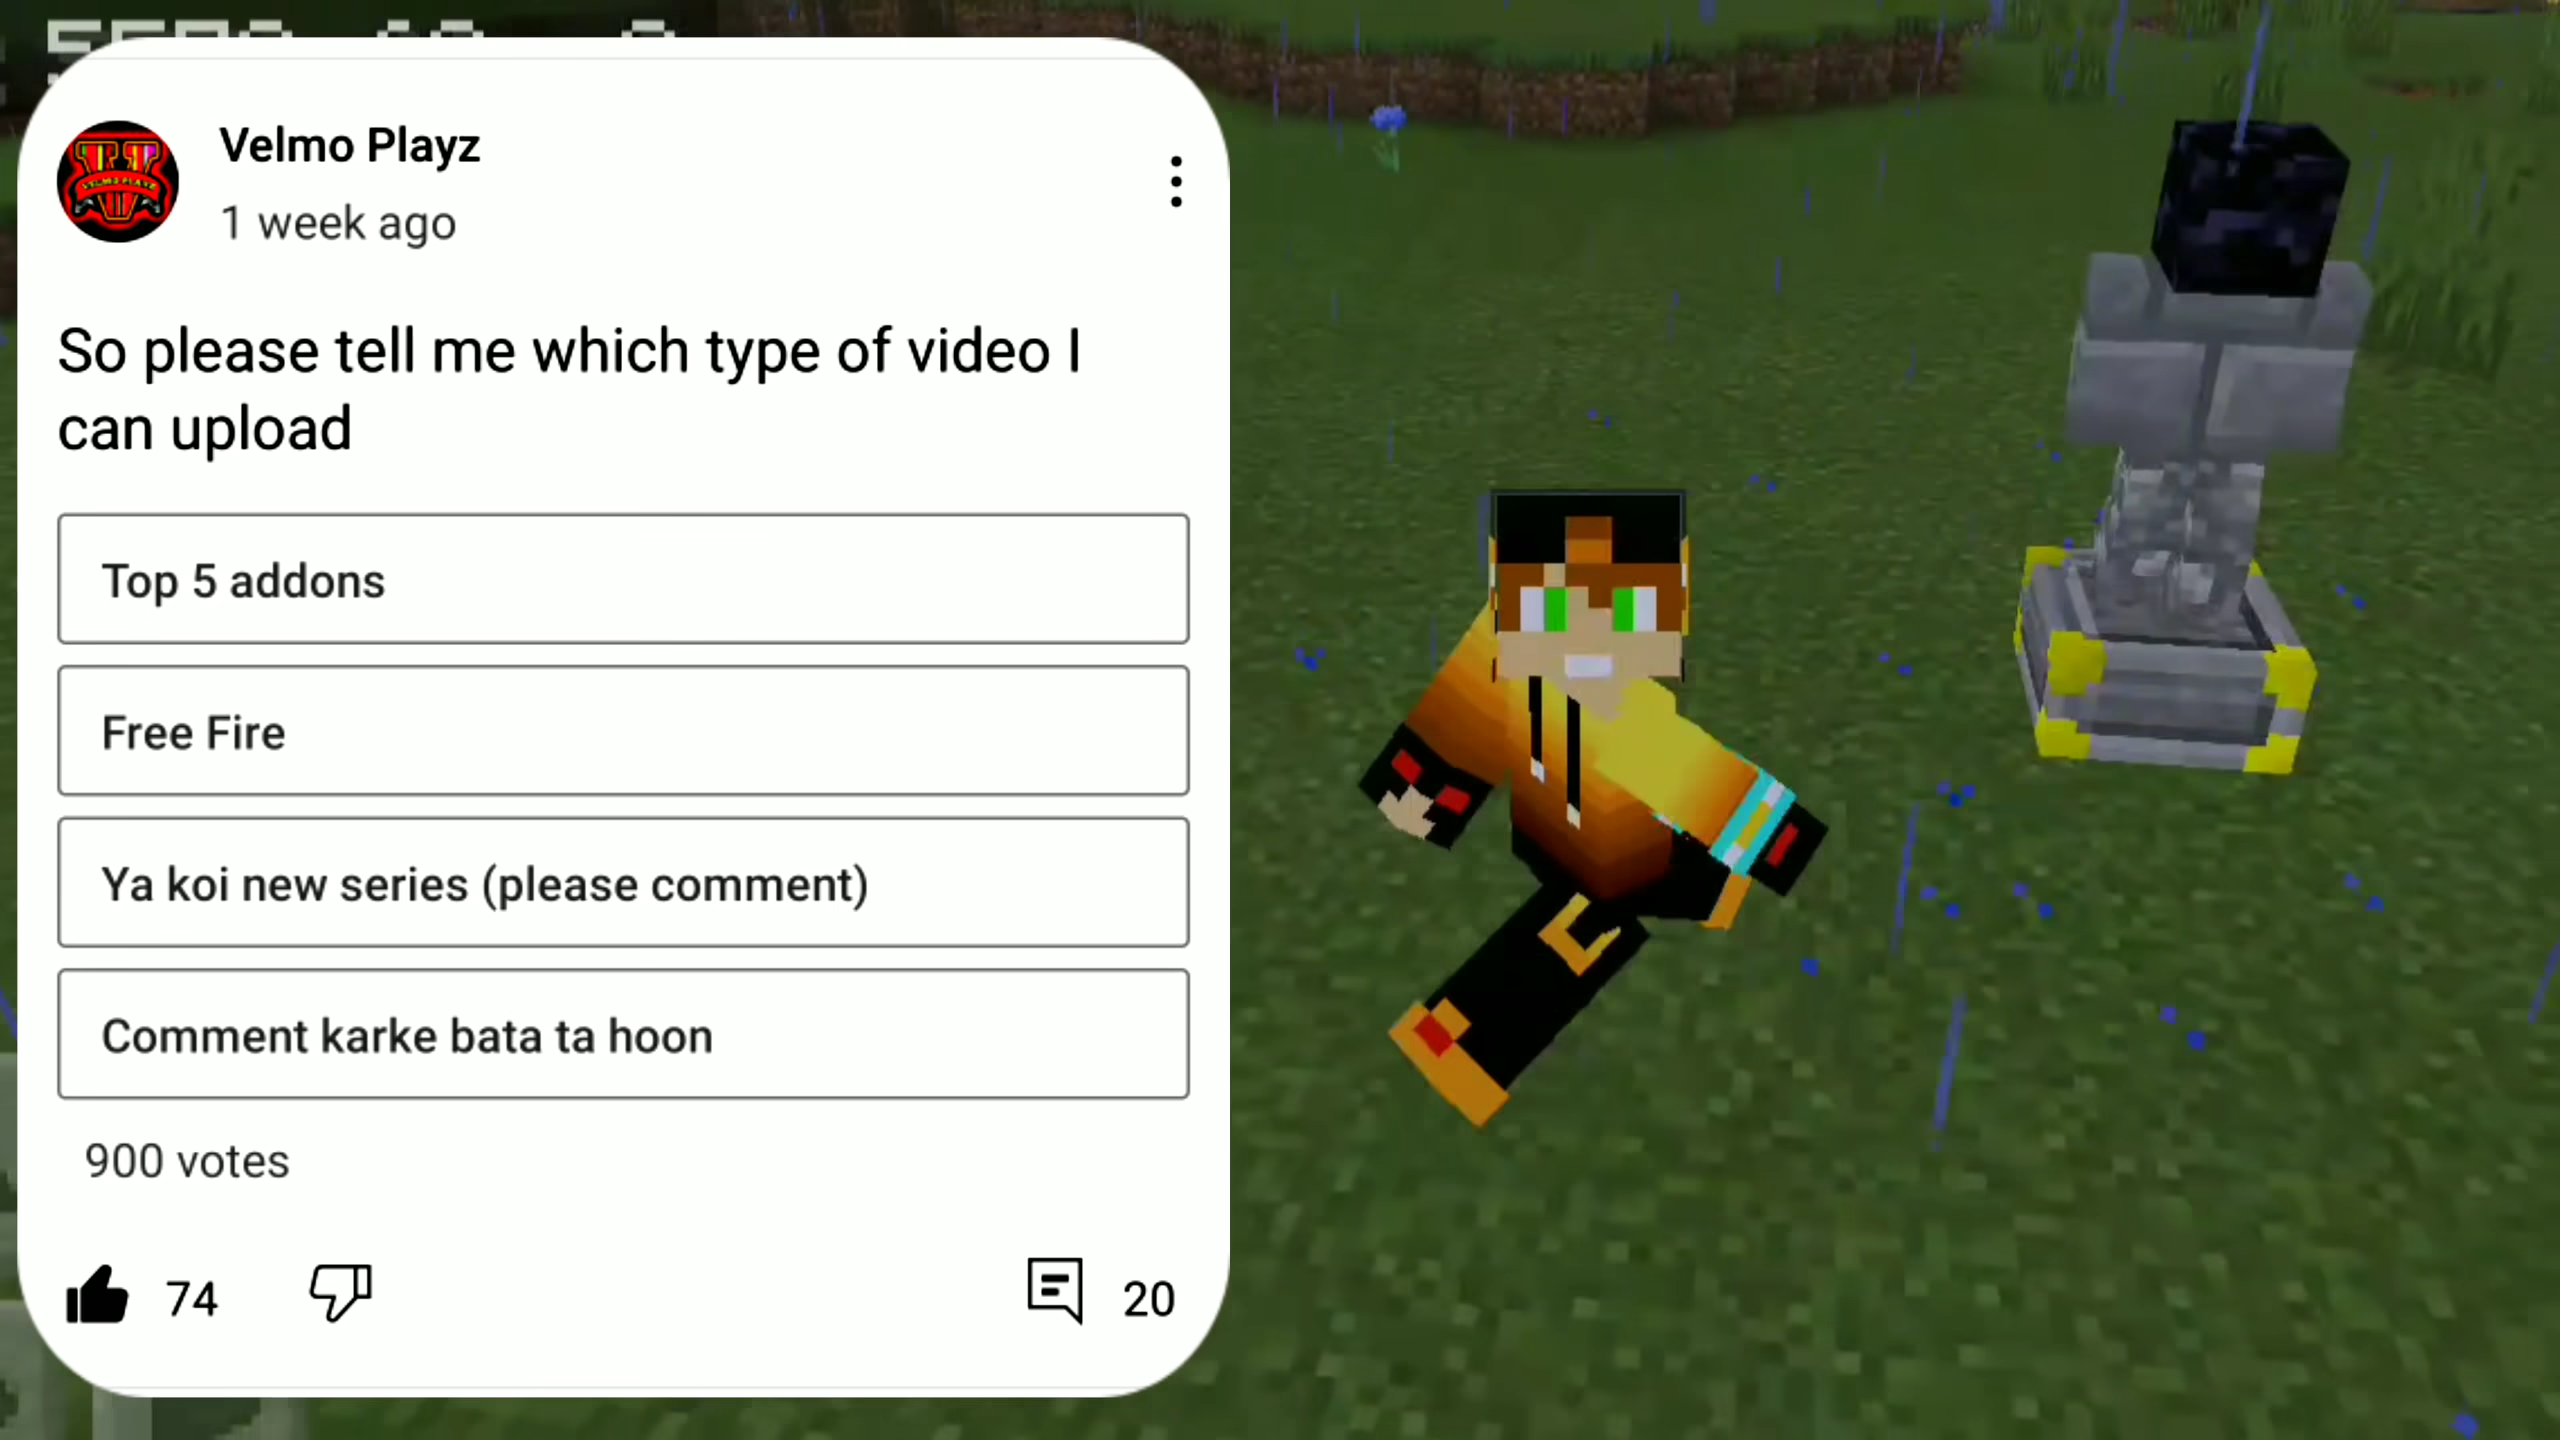 Velmo Playz
1 week ago
So please tell me which type of video I
can upload
Top 5 addons
Free Fire
Ya koi new series (please comment)
Comment karke bata ta hoon
900 votes
74
20